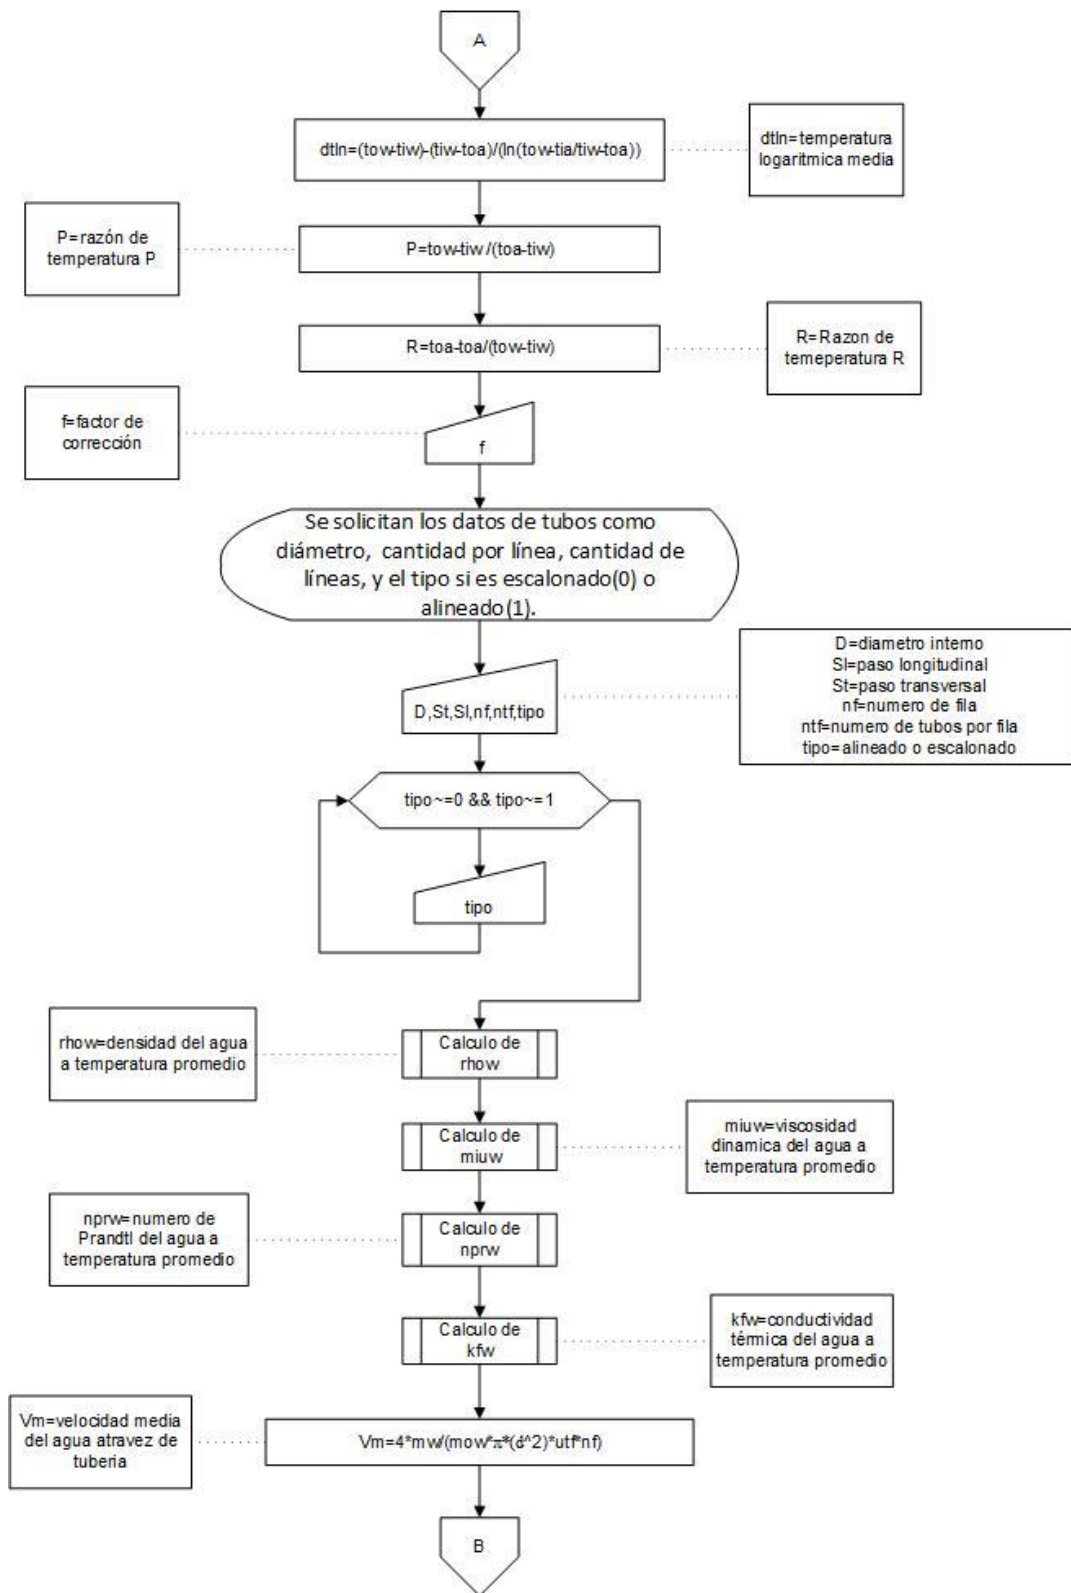 A
dtln=(tow-tiw)-(tiw-toa)/(ln(tow-tia/tiw-toa))
dtln=temperatura
logaritmica media
P=razón de
temperatura P
P=tow-tiw/(toa-tiw)
R=toa-toa/(tow-tiw)
R=Razon de
temeperatura R
f=factor de
corrección
f
Se solicitan los datos de tubos como
diámetro, cantidad por línea, cantidad de
líneas, y el tipo si es escalonado(0) o
alineado(1).
D=diametro interno
Sl=paso longitudinal
St=paso transversal
nf=numero de fila
ntf=numero de tubos por fila
tipo=alineado o escalonado
D,St,Sl,nf,ntf,tipo
tipo~=0 && tipo~=1
tipo
rhow=densidad del agua
a temperatura promedio
Calculo de
rhow
Calculo de
miuw
miuw=viscosidad
dinamica del agua a
temperatura promedio
nprw=numero de
Prandtl del agua a
temperatura promedio
Calculo de
nprw
Calculo de
kfw
kfw=conductividad
térmica del agua a
temperatura promedio
Vm=velocidad media
del agua atravez de
tuberia
Vm=4*mw/(mow*π*(d^2)*utf*nf)
B